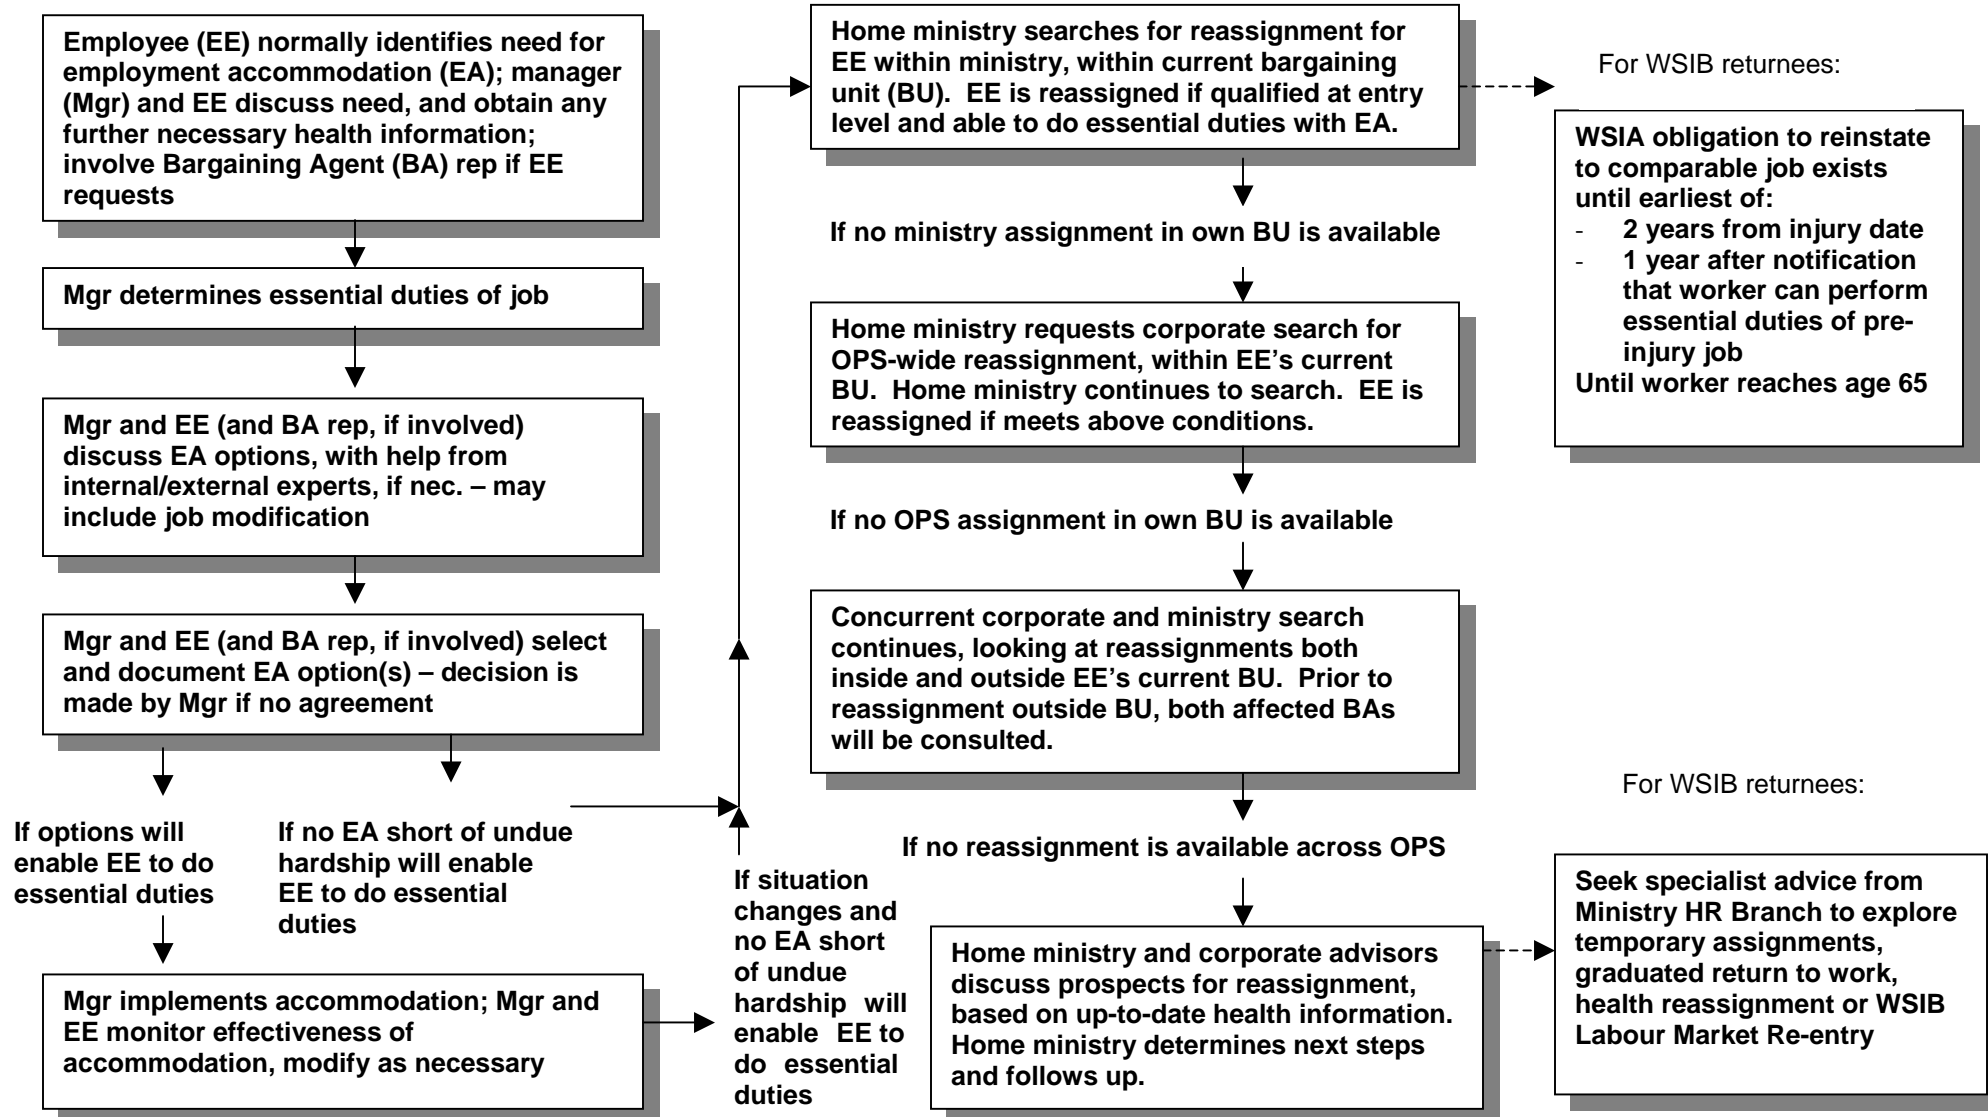 Employee (EE) normally identifies need for
employment accommodation (EA); manager
(Mgr) and EE discuss need, and obtain any
further necessary health information;
involve Bargaining Agent (BA) rep if EE
requests
Mgr determines essential duties of job
Mgr and EE (and BA rep, if involved)
discuss EA options, with help from
internal/external experts, if nec. – may
include job modification
Mgr and EE (and BA rep, if involved) select
and document EA option(s) – decision is
made by Mgr if no agreement
If options will
enable EE to do
essential duties
If no EA short of undue
hardship will enable
EE to do essential
duties
Mgr implements accommodation; Mgr and
EE monitor effectiveness of
accommodation, modify as necessary
If situation
changes and
no EA short
of undue
hardship will
enable EE to
do essential
duties
Home ministry searches for reassignment for
EE within ministry, within current bargaining
unit (BU). EE is reassigned if qualified at entry
level and able to do essential duties with EA.
If no ministry assignment in own BU is available
Home ministry requests corporate search for
OPS-wide reassignment, within EE’s current
BU. Home ministry continues to search. EE is
reassigned if meets above conditions.
If no OPS assignment in own BU is available
Concurrent corporate and ministry search
continues, looking at reassignments both
inside and outside EE’s current BU. Prior to
reassignment outside BU, both affected BAs
will be consulted.
If no reassignment is available across OPS
Home ministry and corporate advisors
discuss prospects for reassignment,
based on up-to-date health information.
Home ministry determines next steps
and follows up.
For WSIB returnees:
WSIA obligation to reinstate
to comparable job exists
until earliest of:
- 2 years from injury date
- 1 year after notification
that worker can perform
essential duties of pre-
injury job
Until worker reaches age 65
For WSIB returnees:
Seek specialist advice from
Ministry HR Branch to explore
temporary assignments,
graduated return to work,
health reassignment or WSIB
Labour Market Re-entry